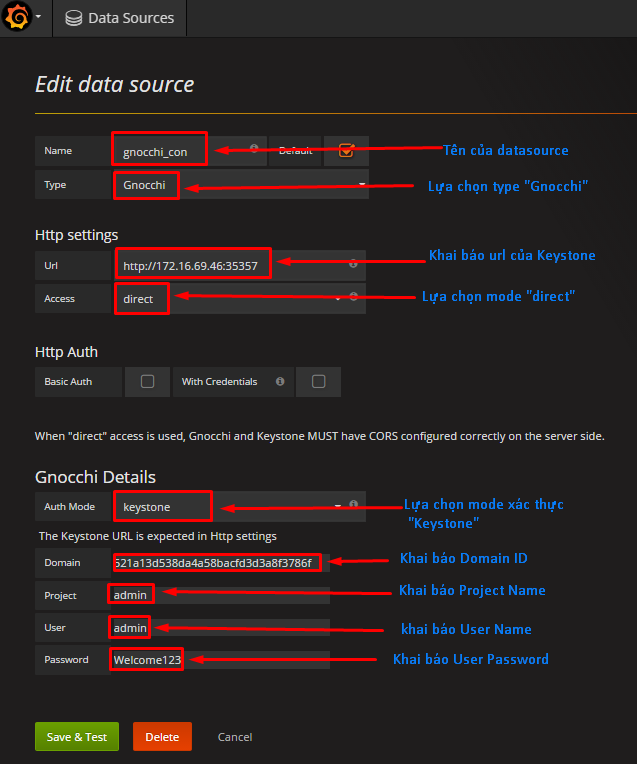 Data Sources
Edit data source
Name gnocchi_con Default Tên của datasource
Type Gnocchi Lựa chọn type "Gnocchi"
Http settings
Url http://172.16.69.46:35357 Khai báo url của Keystone
Access direct Lựa chọn mode "direct"
Http Auth
Basic Auth With Credentials
When "direct" access is used, Gnocchi and Keystone MUST have CORS configured correctly on the server side.
Gnocchi Details
Auth Mode keystone Lựa chọn mode xác thực
"Keystone"
The Keystone URL is expected in Http settings
Domain 521a13d538da4a58bacfd3d3a8f3786f Khai báo Domain ID
Project admin Khai báo Project Name
User admin khai báo User Name
Password Welcome123 Khai báo User Password
Save & Test Delete Cancel